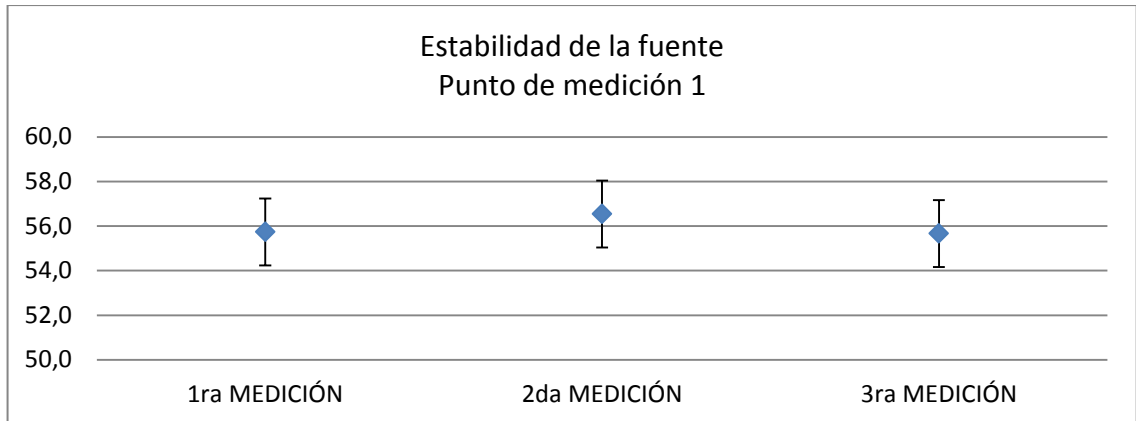 Estabilidad de la fuente
Punto de medición 1
60,0
58,0
56,0
54,0
52,0
50,0
1ra MEDICIÓN
2da MEDICIÓN
3ra MEDICIÓN